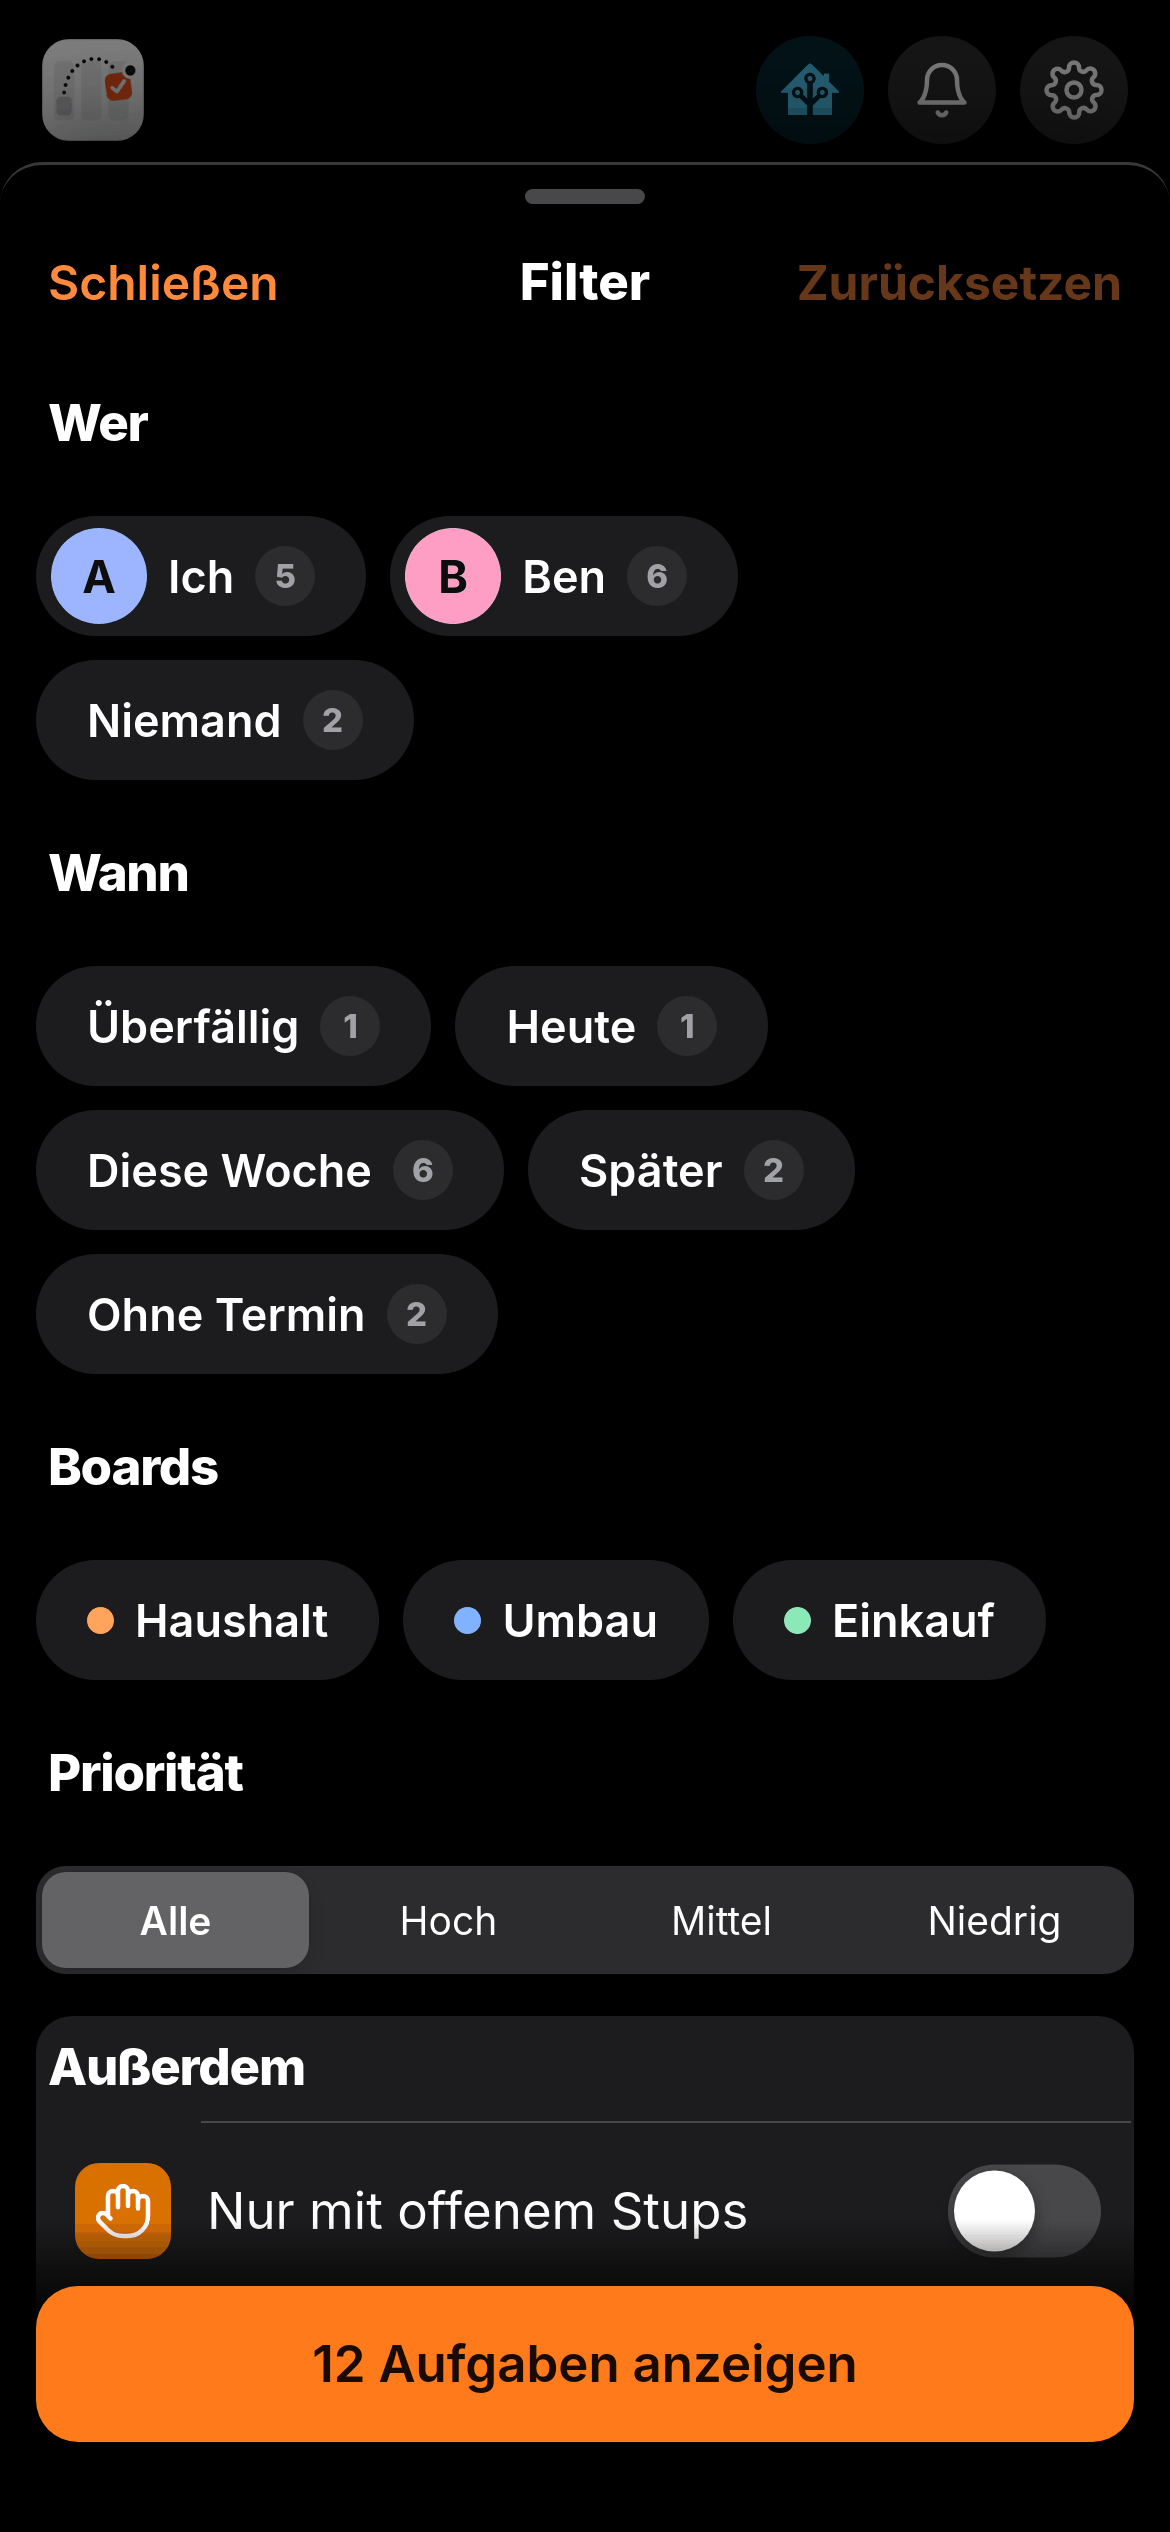 Schließen Filter Zurücksetzen
Wer
A Ich 5 B Ben 6
Niemand 2
Wann
Überfällig 1 Heute 1
Diese Woche 6 Später 2
Ohne Termin 2
Boards
Haushalt Umbau Einkauf
Priorität
Alle Hoch Mittel Niedrig
Außerdem
Nur mit offenem Stups
12 Aufgaben anzeigen